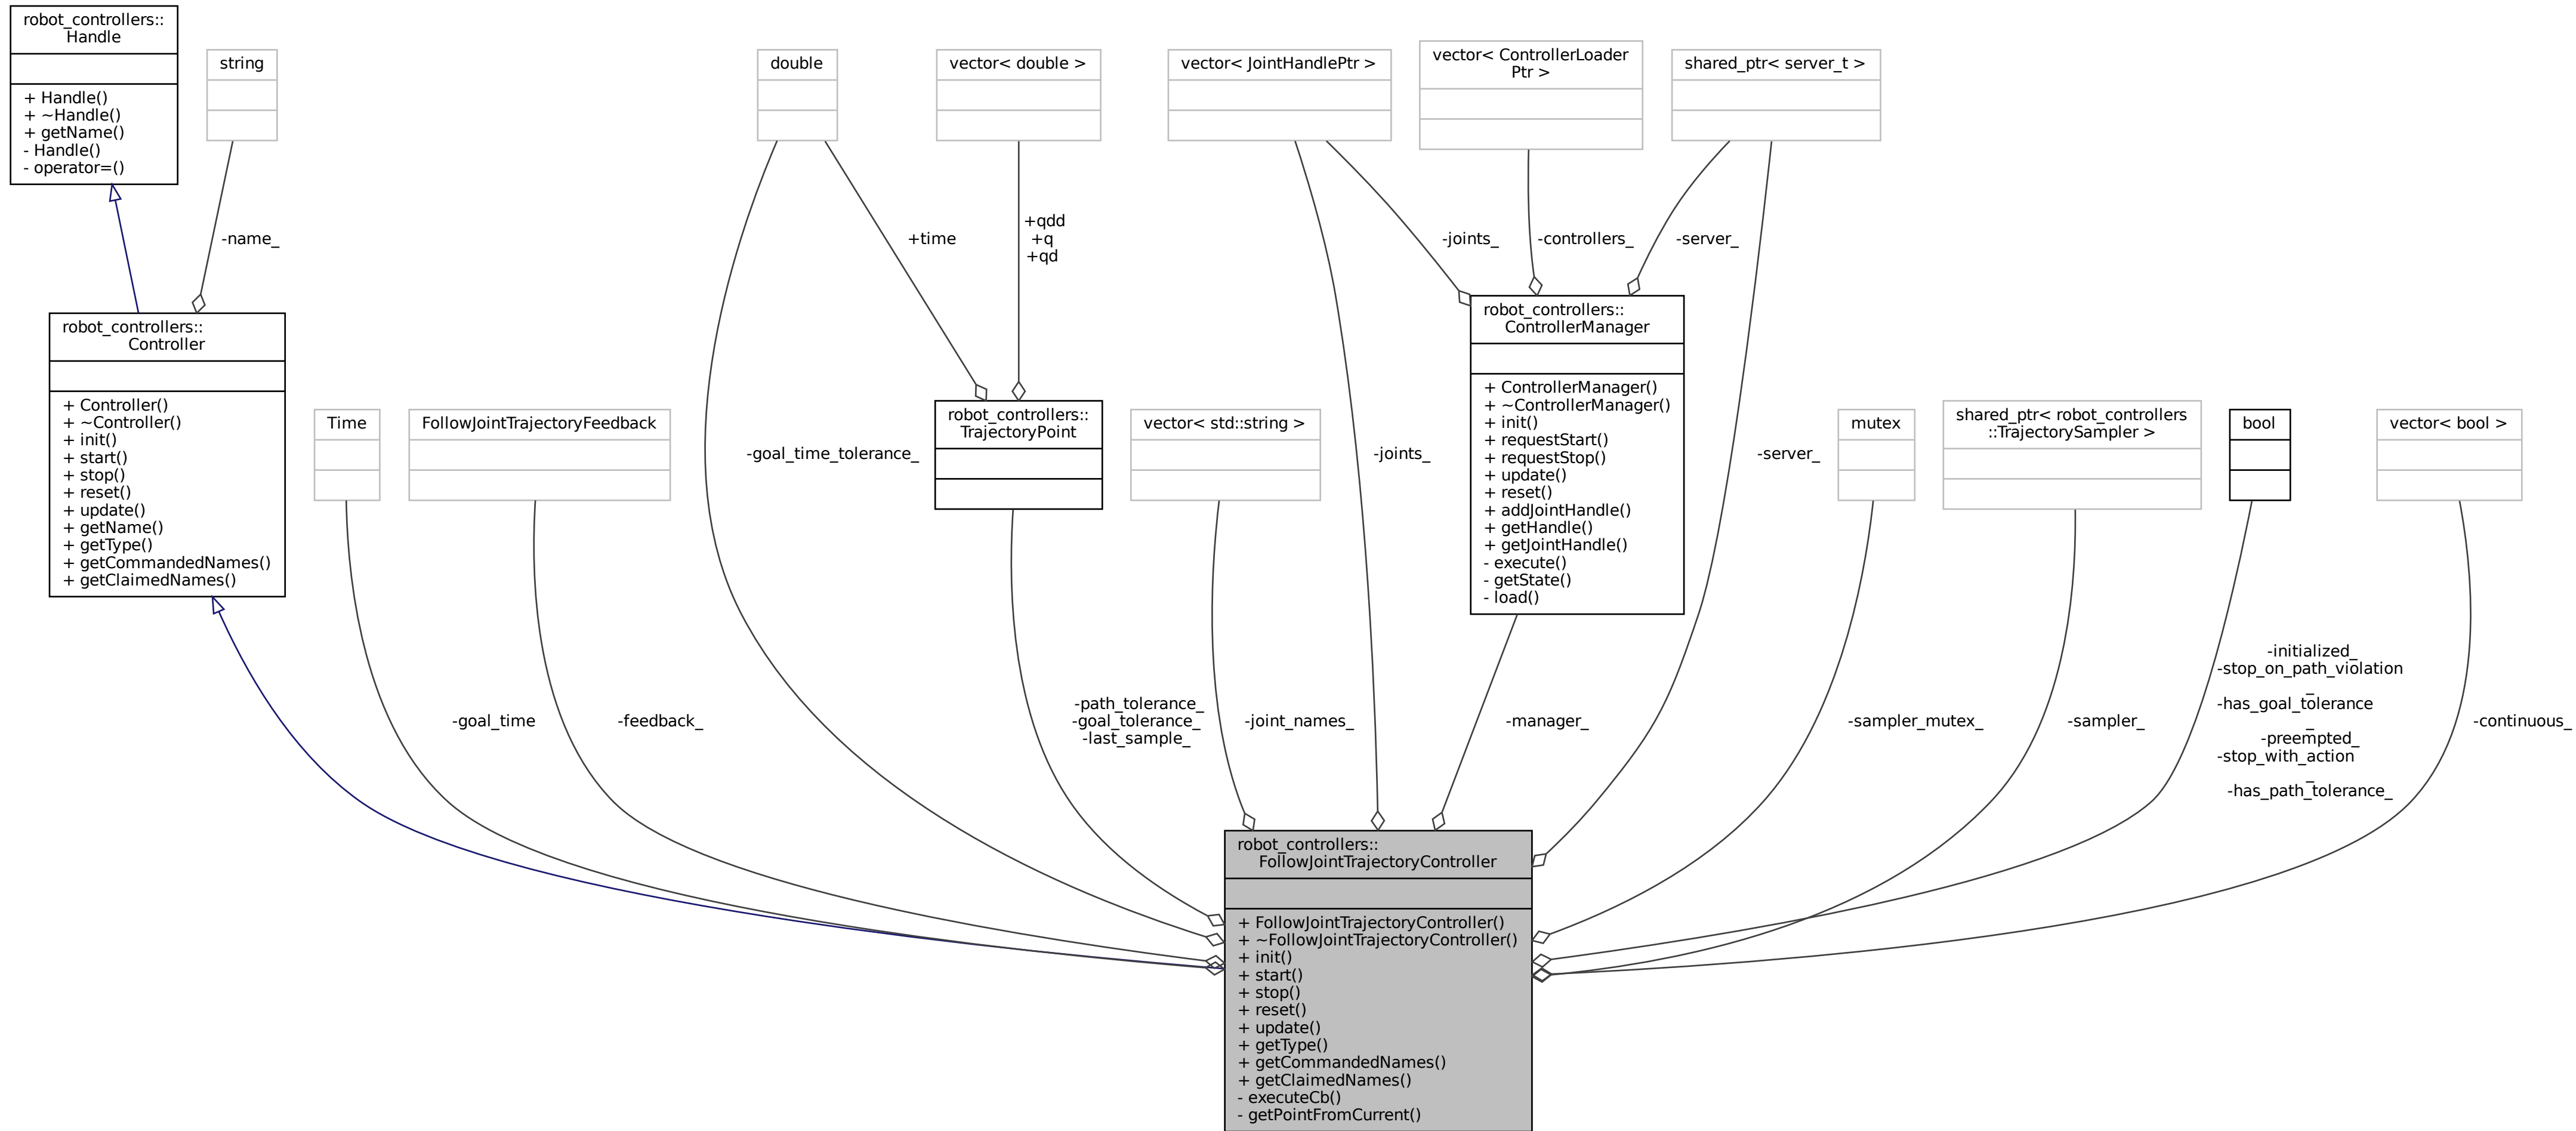 robot_controllers::
Handle
+ Handle()
+ ~Handle()
+ getName()
- Handle()
- operator=()
string
double
vector< double >
vector< JointHandlePtr >
vector< ControllerLoader
Ptr >
shared_ptr< server_t >
-name_
+time
+qdd
+q
+qd
-joints_
-controllers_
-server_
robot_controllers::
Controller
+ Controller()
+ ~Controller()
+ init()
+ start()
+ stop()
+ reset()
+ update()
+ getName()
+ getType()
+ getCommandedNames()
+ getClaimedNames()
Time
FollowJointTrajectoryFeedback
-goal_time_tolerance_
robot_controllers::
TrajectoryPoint
vector< std::string >
-joints_
robot_controllers::
ControllerManager
+ ControllerManager()
+ ~ControllerManager()
+ init()
+ requestStart()
+ requestStop()
+ update()
+ reset()
+ addJointHandle()
+ getHandle()
+ getJointHandle()
- execute()
- getState()
- load()
-server_
mutex
shared_ptr< robot_controllers
::TrajectorySampler >
bool
vector< bool >
-goal_time
-feedback_
-path_tolerance_
-goal_tolerance_
-last_sample_
-joint_names_
-manager_
-sampler_mutex_
-sampler_
-initialized_
-stop_on_path_violation
_
-has_goal_tolerance
_
-preempted_
-stop_with_action
_
-has_path_tolerance_
-continuous_
robot_controllers::
FollowJointTrajectoryController
+ FollowJointTrajectoryController()
+ ~FollowJointTrajectoryController()
+ init()
+ start()
+ stop()
+ reset()
+ update()
+ getType()
+ getCommandedNames()
+ getClaimedNames()
- executeCb()
- getPointFromCurrent()